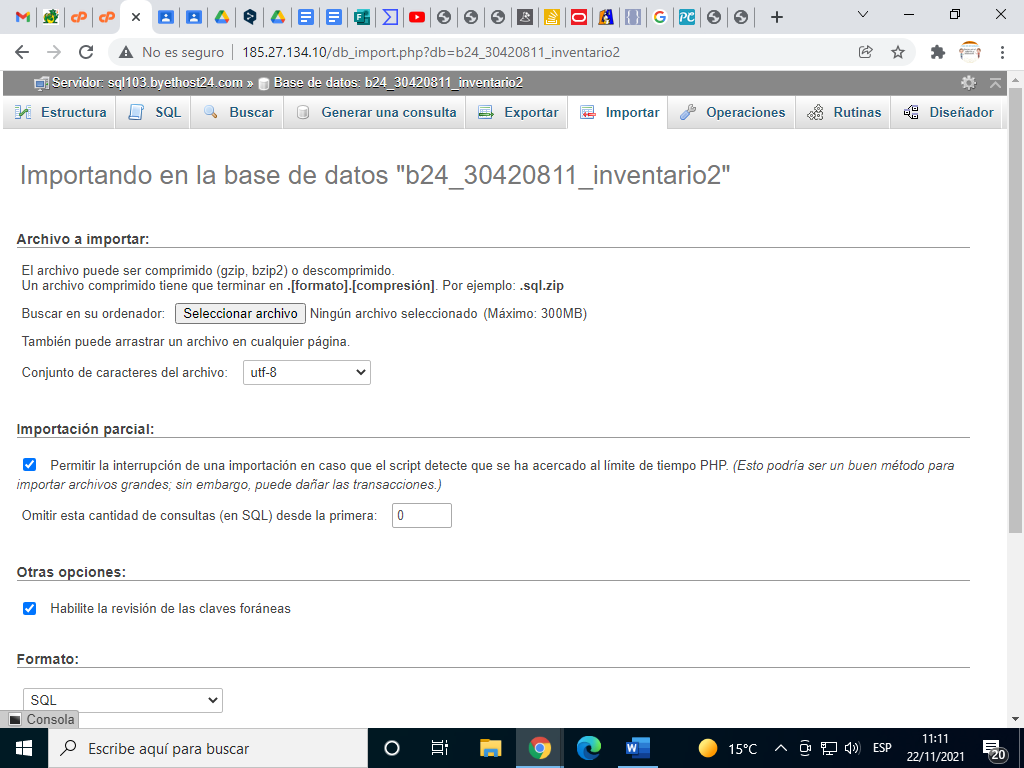 No es seguro
185.27.134.10/db_import.php?db=b24_30420811_inventario2
Servidor: sql103.byethost24.com » Base de datos: b24_30420811_inventario2
Estructura SQL Buscar Generar una consulta Exportar Importar Operaciones Rutinas Diseñador
Importando en la base de datos "b24_30420811_inventario2"
Archivo a importar:
El archivo puede ser comprimido (gzip, bzip2) o descomprimido.
Un archivo comprimido tiene que terminar en .[formato].[compresión]. Por ejemplo: .sql.zip
Buscar en su ordenador: Seleccionar archivo Ningún archivo seleccionado (Máximo: 300MB)
También puede arrastrar un archivo en cualquier página.
Conjunto de caracteres del archivo: utf-8
Importación parcial:
Permitir la interrupción de una importación en caso que el script detecte que se ha acercado al límite de tiempo PHP. (Esto podría ser un buen método para
importar archivos grandes; sin embargo, puede dañar las transacciones.)
Omitir esta cantidad de consultas (en SQL) desde la primera: 0
Otras opciones:
Habilite la revisión de las claves foráneas
Formato:
SQL
Consola
Escribe aquí para buscar
15°C
ESP
11:11
22/11/2021
20